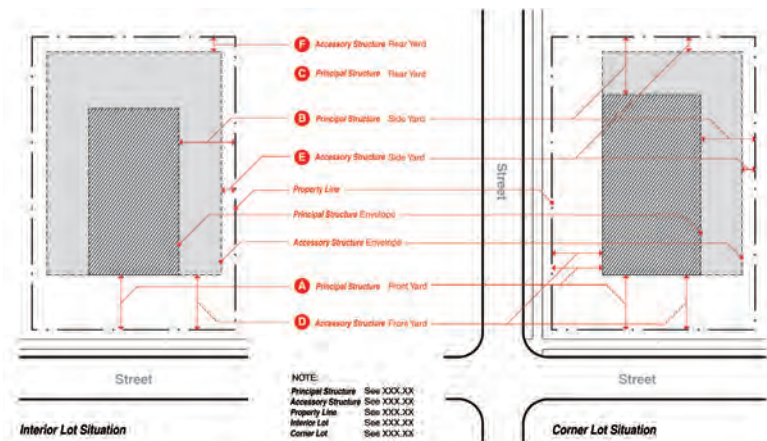 F Accessory Structure Rear Yard
C Principal Structure Rear Yard
B Principal Structure Side Yard
E Accessory Structure Side Yard
Property Line
Principal Structure Envelope
Accessory Structure Envelope
A Principal Structure Front Yard
D Accessory Structure Front Yard
Street
Street
Street
NOTE:
Principal Structure See XXX.XX
Accessory Structure See XXX.XX
Property Line See XXX.XX
Interior Lot See XXX.XX
Corner Lot See XXX.XX
Interior Lot Situation
Corner Lot Situation